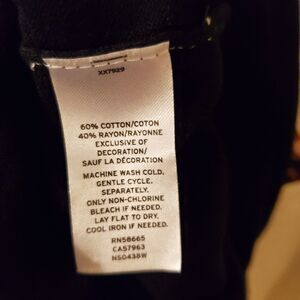 XX7929
60% COTTON/COTON
40% RAYON/RAYONNE
EXCLUSIVE OF
DECORATION/
SAUF LA DÉCORATION
MACHINE WASH COLD,
GENTLE CYCLE,
SEPARATELY.
ONLY NON-CHLORINE
BLEACH IF NEEDED.
LAY FLAT TO DRY,
COOL IRON IF NEEDED.
RN58665
CA57963
NS0438W